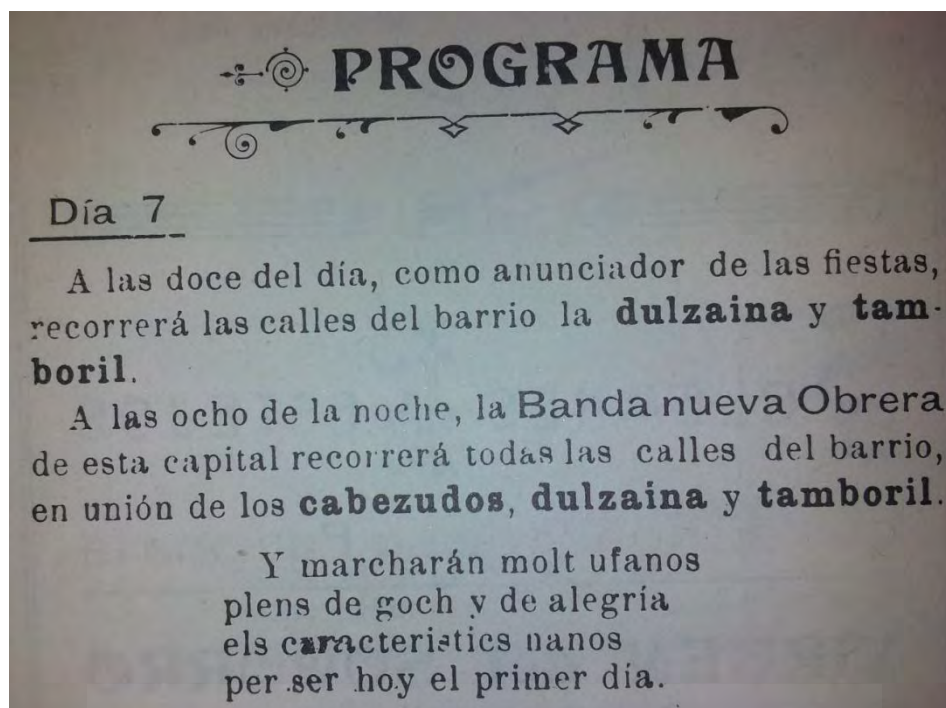 PROGRAMA
Día 7
A las doce del día, como anunciador de las fiestas,
recorrerá las calles del barrio la dulzaina y tam-
boril.
A las ocho de la noche, la Banda nueva Obrera
de esta capital recorrerá todas las calles del barrio,
en unión de los cabezudos, dulzaina y tamboril.
Y marcharán molt ufanos
plens de goch y de alegría
els caracteristics nanos
per ser hoy el primer día.